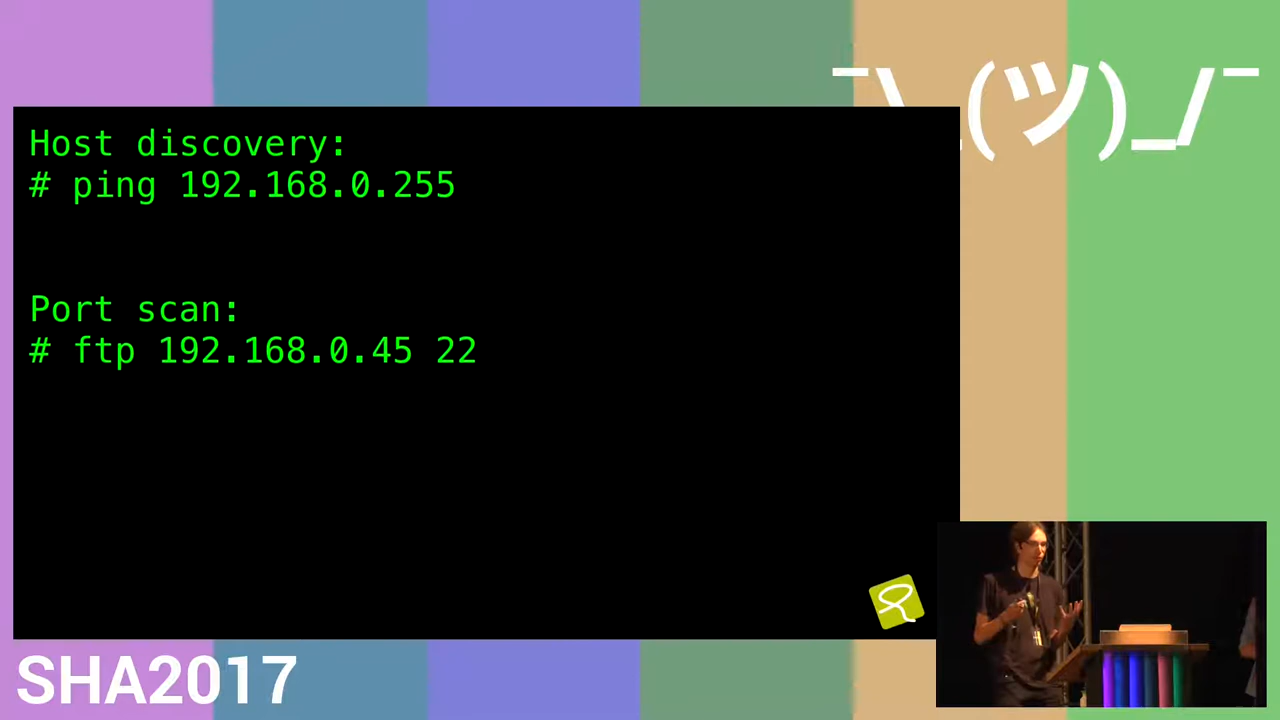 ¯\_(ツ)_/¯
Host discovery:
# ping 192.168.0.255
Port scan:
# ftp 192.168.0.45 22
SHA2017